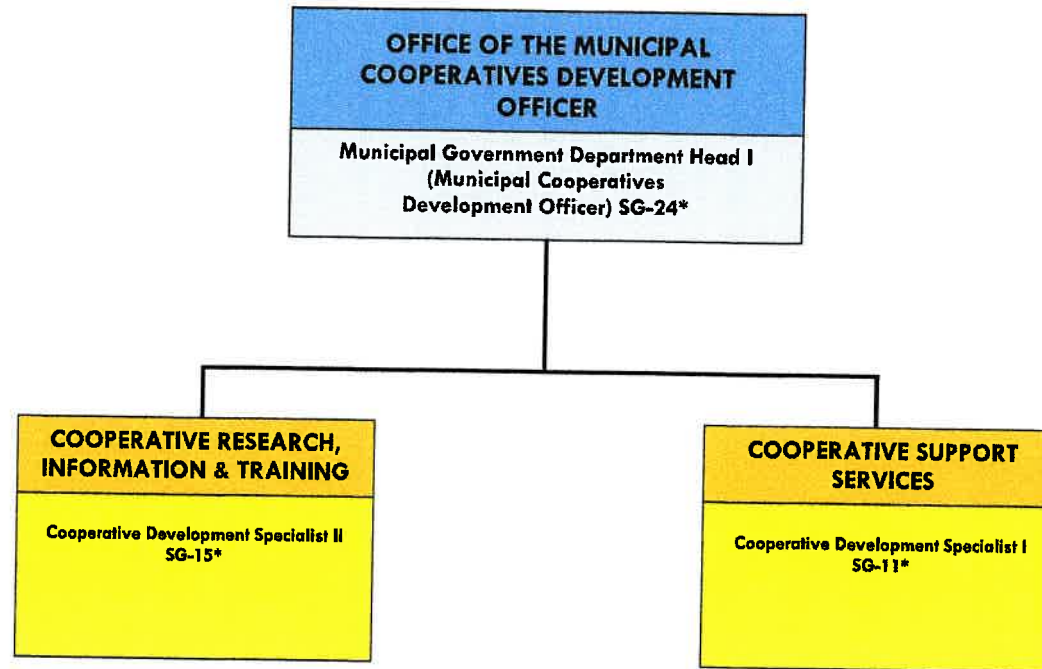 OFFICE OF THE MUNICIPAL
COOPERATIVES DEVELOPMENT
OFFICER
Municipal Government Department Head I
(Municipal Cooperatives
Development Officer) SG-24*
COOPERATIVE RESEARCH,
INFORMATION & TRAINING
Cooperative Development Specialist II
SG-15*
COOPERATIVE SUPPORT
SERVICES
Cooperative Development Specialist I
SG-11*